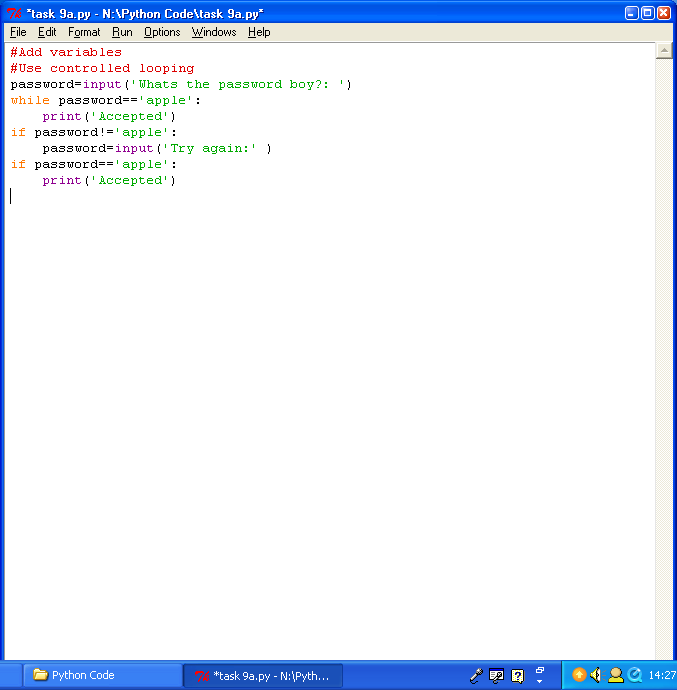 *task 9a.py - N:\Python Code\task 9a.py*
File Edit Format Run Options Windows Help
#Add variables
#Use controlled looping
password=input('Whats the password boy?: ')
while password=='apple':
    print('Accepted')
if password!='apple':
    password=input('Try again:' )
if password=='apple':
    print('Accepted')
Python Code
*task 9a.py - N:\Pyth...
14:27